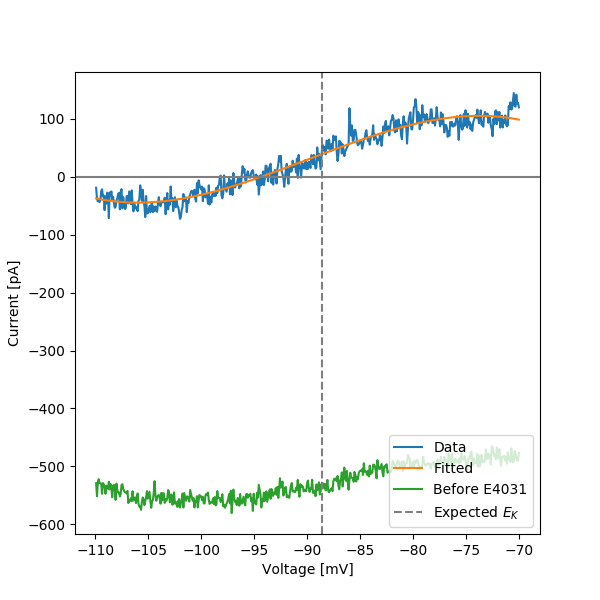 100
0
−100
−200
−300
−400
−500
−600
Current [pA]
Data
Fitted
Before E4031
Expected E_K
−110 −105 −100 −95 −90 −85 −80 −75 −70
Voltage [mV]